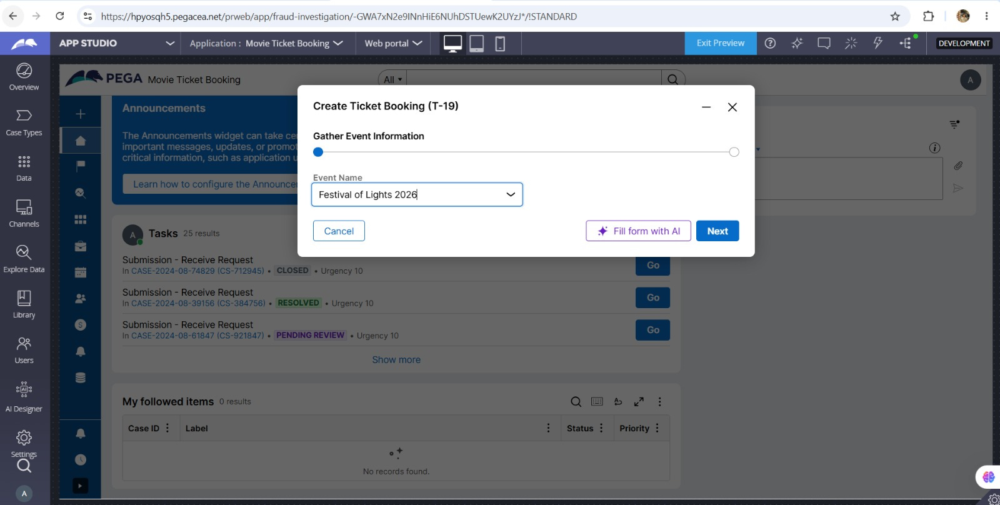 https://hpyosqh5.pegacea.net/prweb/app/fraud-investigation/-GWA7xN2e9INnHiE6NUhDSTUewK2UYzJ*/!STANDARD
APP STUDIO
Application : Movie Ticket Booking
Web portal
Exit Preview
DEVELOPMENT
Overview
Case Types
Data
Channels
Explore Data
Library
Users
AI Designer
Settings
A
PEGA Movie Ticket Booking
All
A
Announcements
The Announcements widget can take
important messages, updates, or
critical information, such as application
Learn how to configure the
Create Ticket Booking (T-19)
Gather Event Information
Event Name
Festival of Lights 2026
Cancel
Fill form with AI
Next
A
Tasks 25 results
Submission - Receive Request
In CASE-2024-08-74829 (CS-712945) • CLOSED • Urgency 10
Go
Submission - Receive Request
In CASE-2024-08-39156 (CS-384756) • RESOLVED • Urgency 10
Go
Submission - Receive Request
In CASE-2024-08-61847 (CS-921847) • PENDING REVIEW • Urgency 10
Go
Show more
My followed items 0 results
Case ID
Label
Status
Priority
No records found.